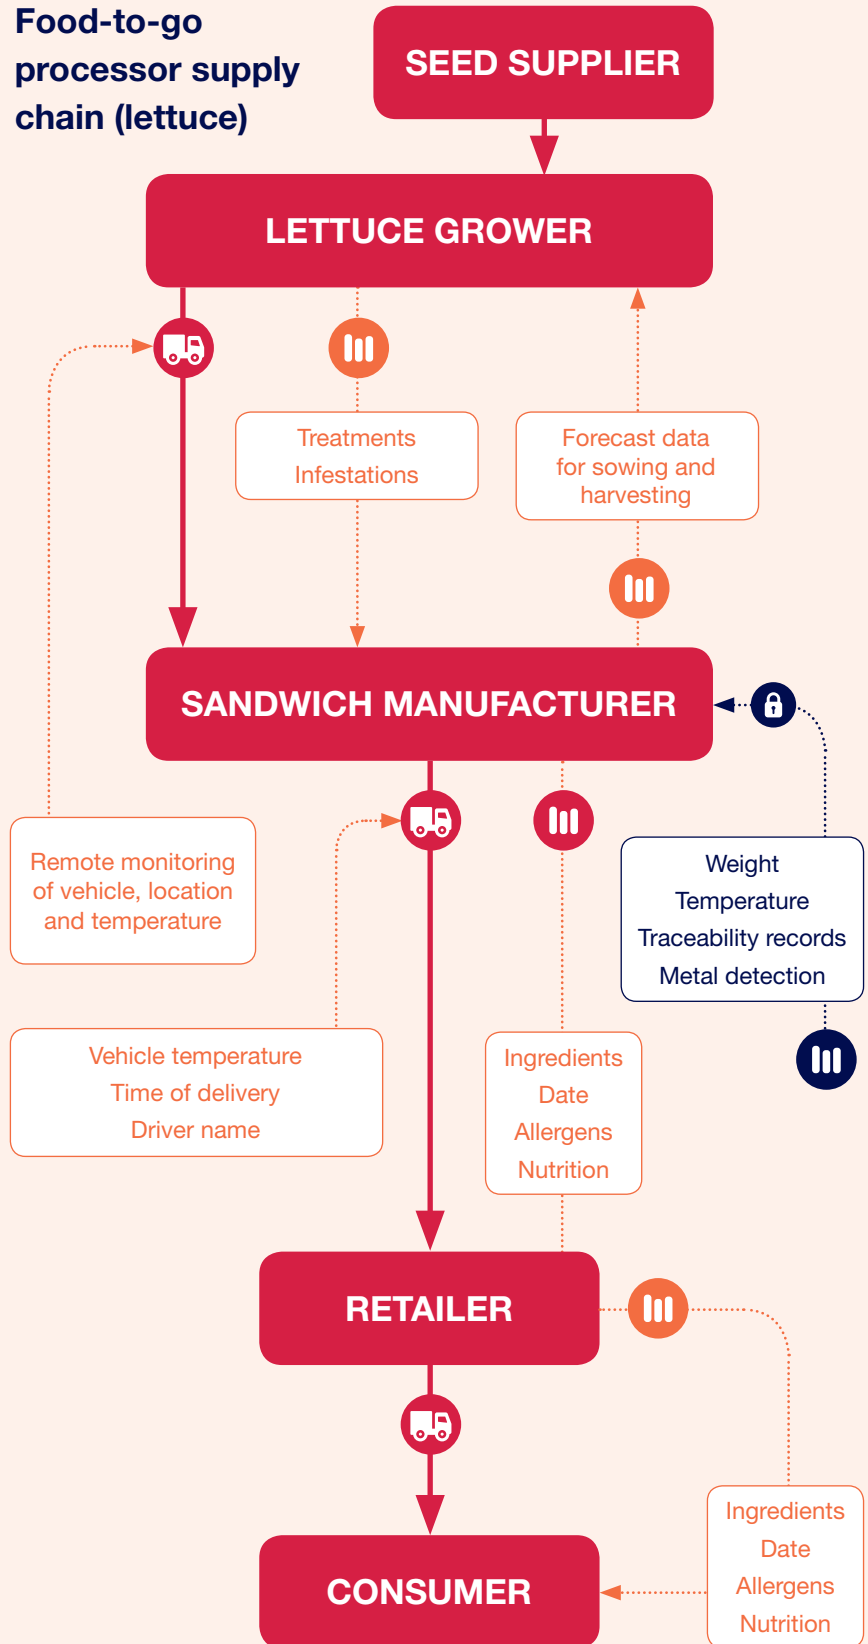 Food-to-go
processor supply
chain (lettuce)
SEED SUPPLIER
LETTUCE GROWER
Treatments
Infestations
Forecast data
for sowing and
harvesting
SANDWICH MANUFACTURER
Remote monitoring
of vehicle, location
and temperature
Weight
Temperature
Traceability records
Metal detection
Vehicle temperature
Time of delivery
Driver name
Ingredients
Date
Allergens
Nutrition
RETAILER
Ingredients
Date
Allergens
Nutrition
CONSUMER